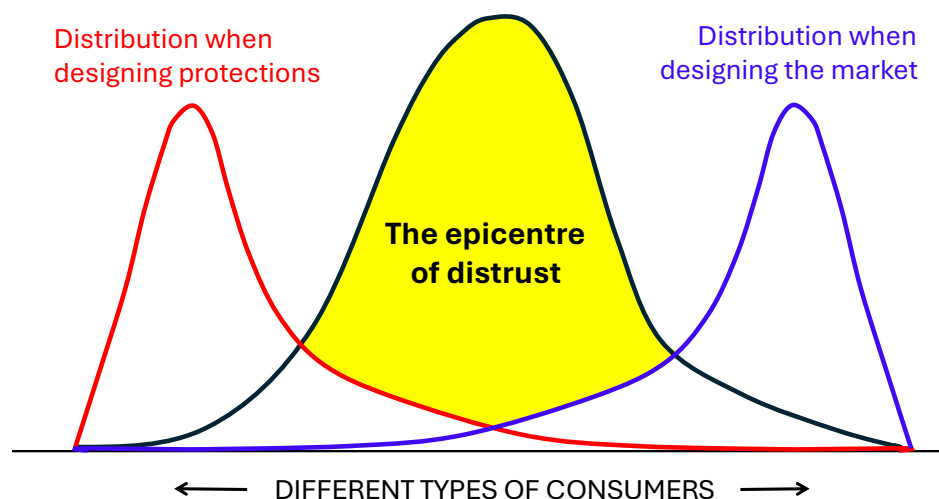 Distribution when
designing protections
Distribution when
designing the market
The epicentre
of distrust
DIFFERENT TYPES OF CONSUMERS